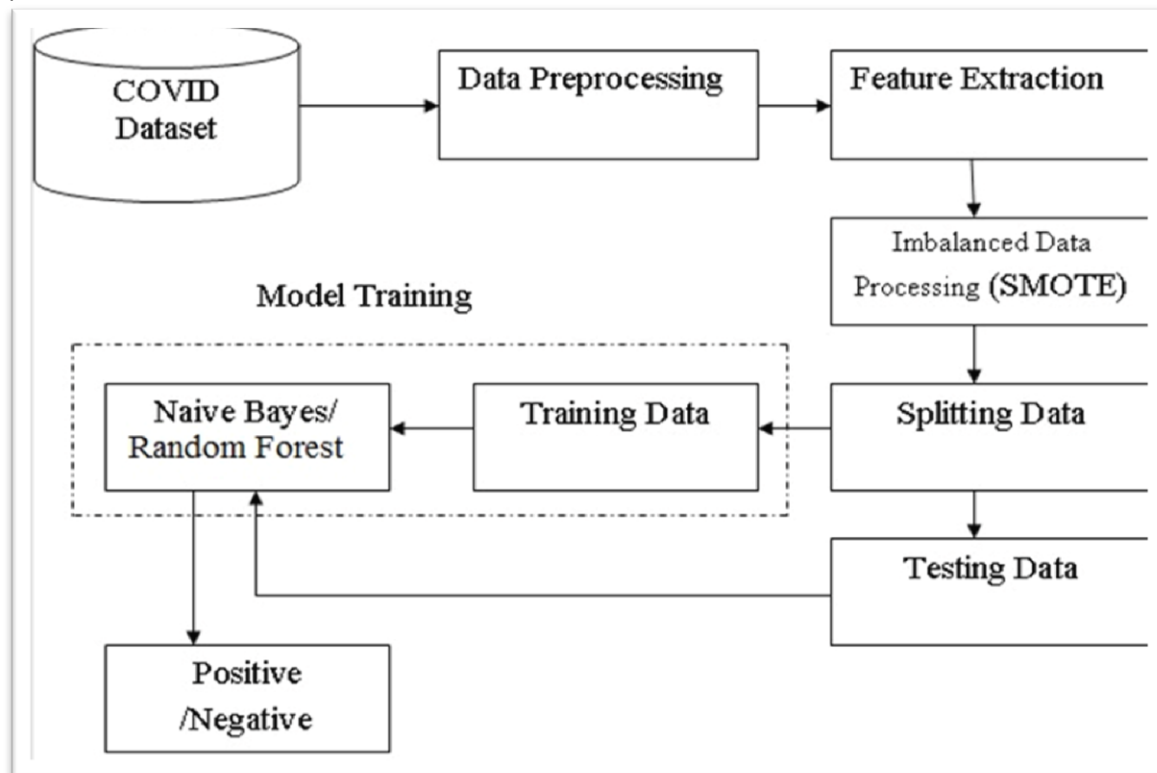 COVID
Dataset
Data Preprocessing
Feature Extraction
Imbalanced Data
Processing (SMOTE)
Model Training
Naive Bayes/
Random Forest
Training Data
Splitting Data
Testing Data
Positive
/Negative